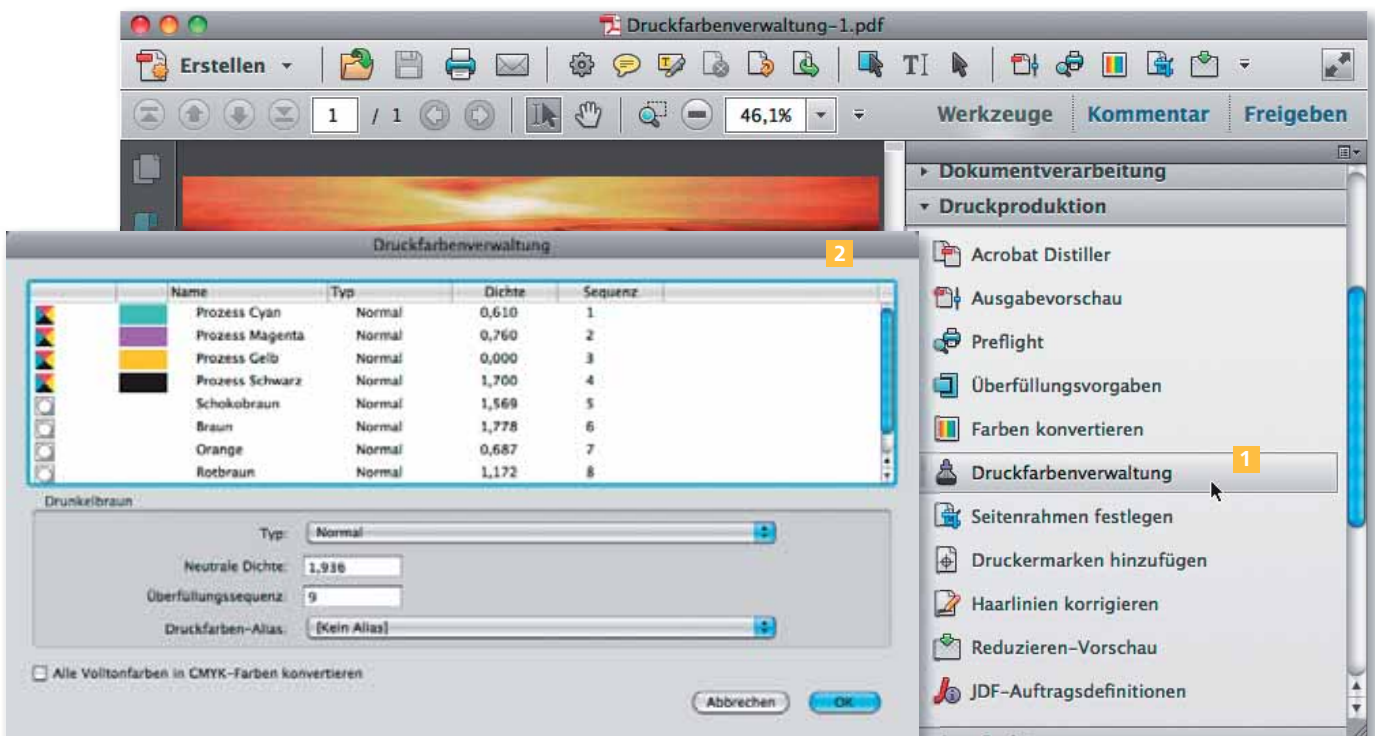 Druckfarbenverwaltung-1.pdf
Erstellen
1 / 1
46,1%
Werkzeuge Kommentar Freigeben
Dokumentverarbeitung
Druckproduktion
Acrobat Distiller
Ausgabevorschau
Preflight
Überfüllungsvorgaben
Farben konvertieren
Druckfarbenverwaltung 1
Seitenrahmen festlegen
Druckermarken hinzufügen
Haarlinien korrigieren
Reduzieren-Vorschau
JDF-Auftragsdefinitionen
Druckfarbenverwaltung 2
Name Typ Dichte Sequenz
Prozess Cyan Normal 0,610 1
Prozess Magenta Normal 0,760 2
Prozess Gelb Normal 0,000 3
Prozess Schwarz Normal 1,700 4
Schokobraun Normal 1,569 5
Braun Normal 1,778 6
Orange Normal 0,687 7
Rotbraun Normal 1,172 8
Drunkelbraun
Typ: Normal
Neutrale Dichte: 1,936
Überfüllungssequenz: 9
Druckfarben-Alias: [Kein Alias]
Alle Volltonfarben in CMYK-Farben konvertieren
Abbrechen OK